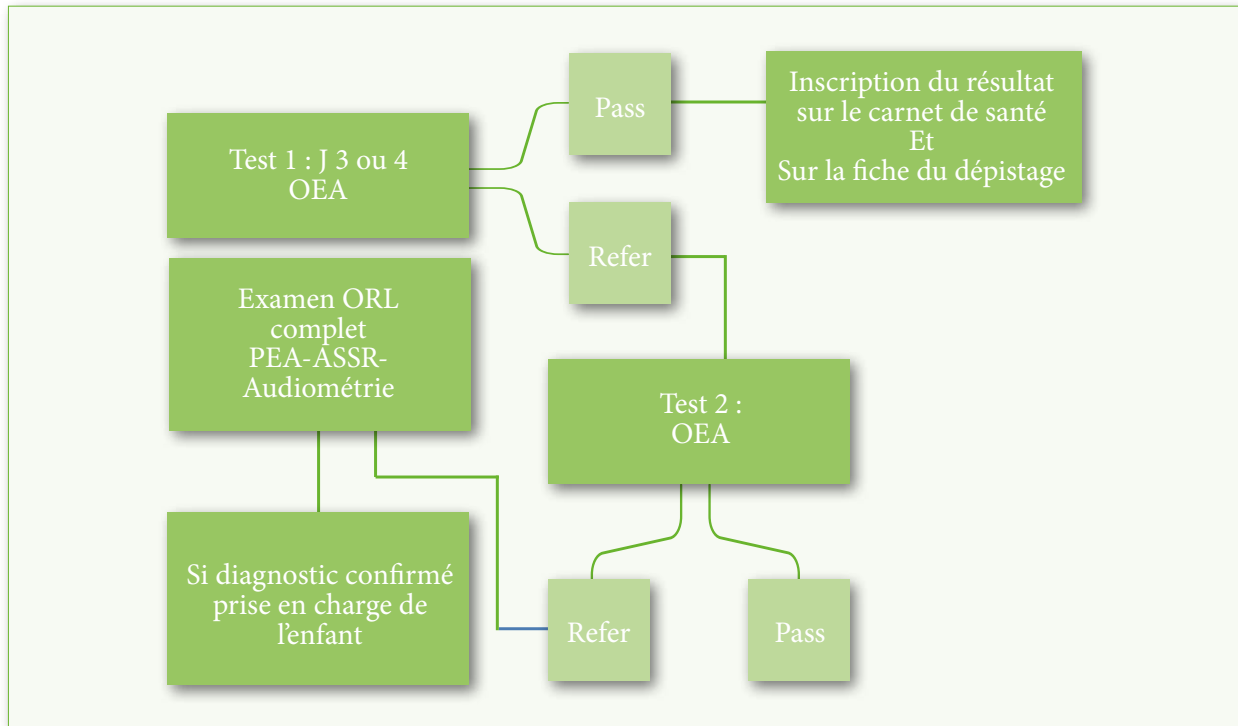 Test 1 : J 3 ou 4
OEA
Pass
Inscription du résultat
sur le carnet de santé
Et
Sur la fiche du dépistage
Refer
Examen ORL
complet
PEA-ASSR-
Audiométrie
Test 2 :
OEA
Si diagnostic confirmé
prise en charge de
l'enfant
Refer
Pass